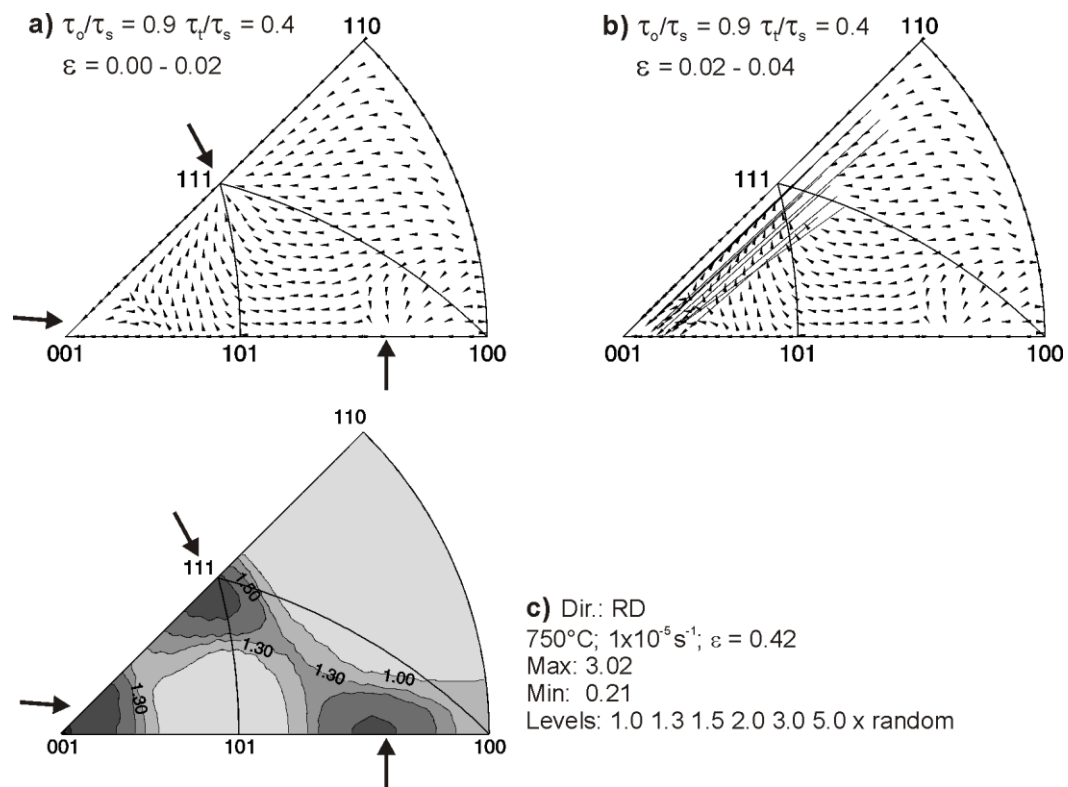 a) τₒ/τₛ = 0.9 τₜ/τₛ = 0.4
ε = 0.00 - 0.02
110
111
001
101
100
b) τₒ/τₛ = 0.9 τₜ/τₛ = 0.4
ε = 0.02 - 0.04
110
111
001
101
100
110
111
1.50
1.30
1.30
1.30
1.00
001
101
100
c) Dir.: RD
750°C; 1x10⁻⁵s⁻¹; ε = 0.42
Max: 3.02
Min: 0.21
Levels: 1.0 1.3 1.5 2.0 3.0 5.0 x random